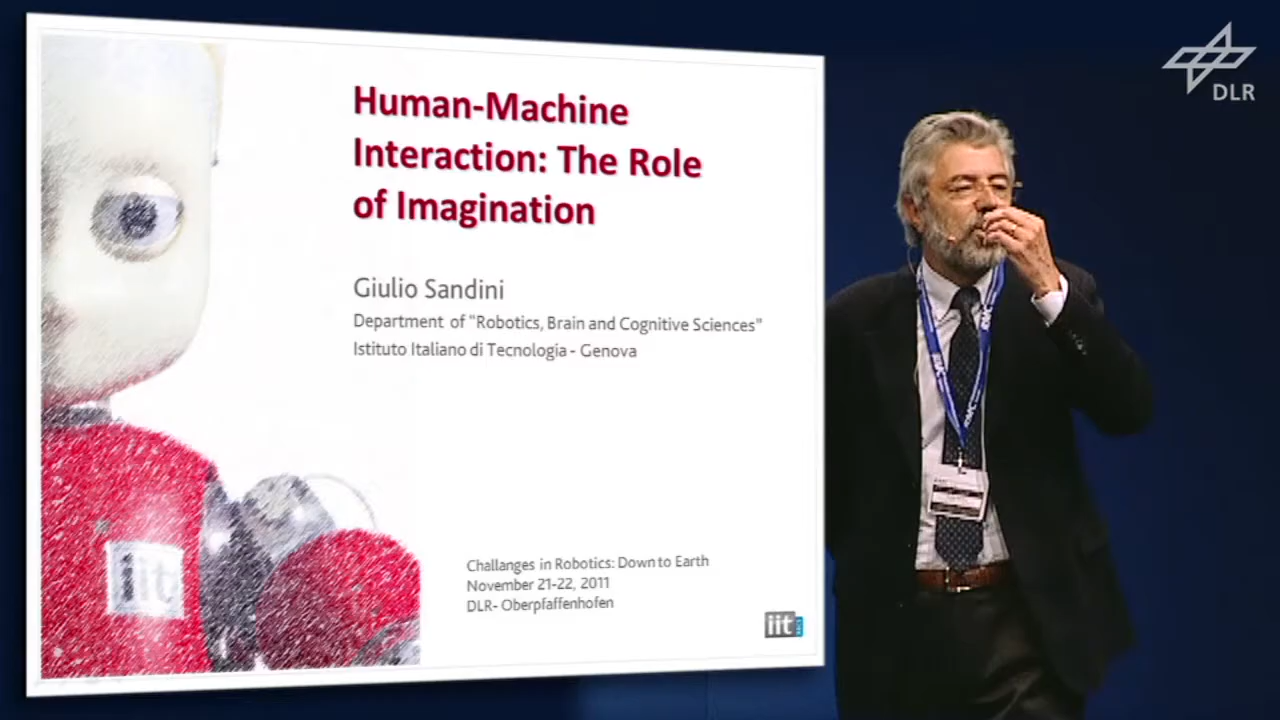 Human-Machine
Interaction: The Role
of Imagination
Giulio Sandini
Department of "Robotics, Brain and Cognitive Sciences"
Istituto Italiano di Tecnologia - Genova
Challanges in Robotics: Down to Earth
November 21-22, 2011
DLR- Oberpfaffenhofen
iit
iit
DLR